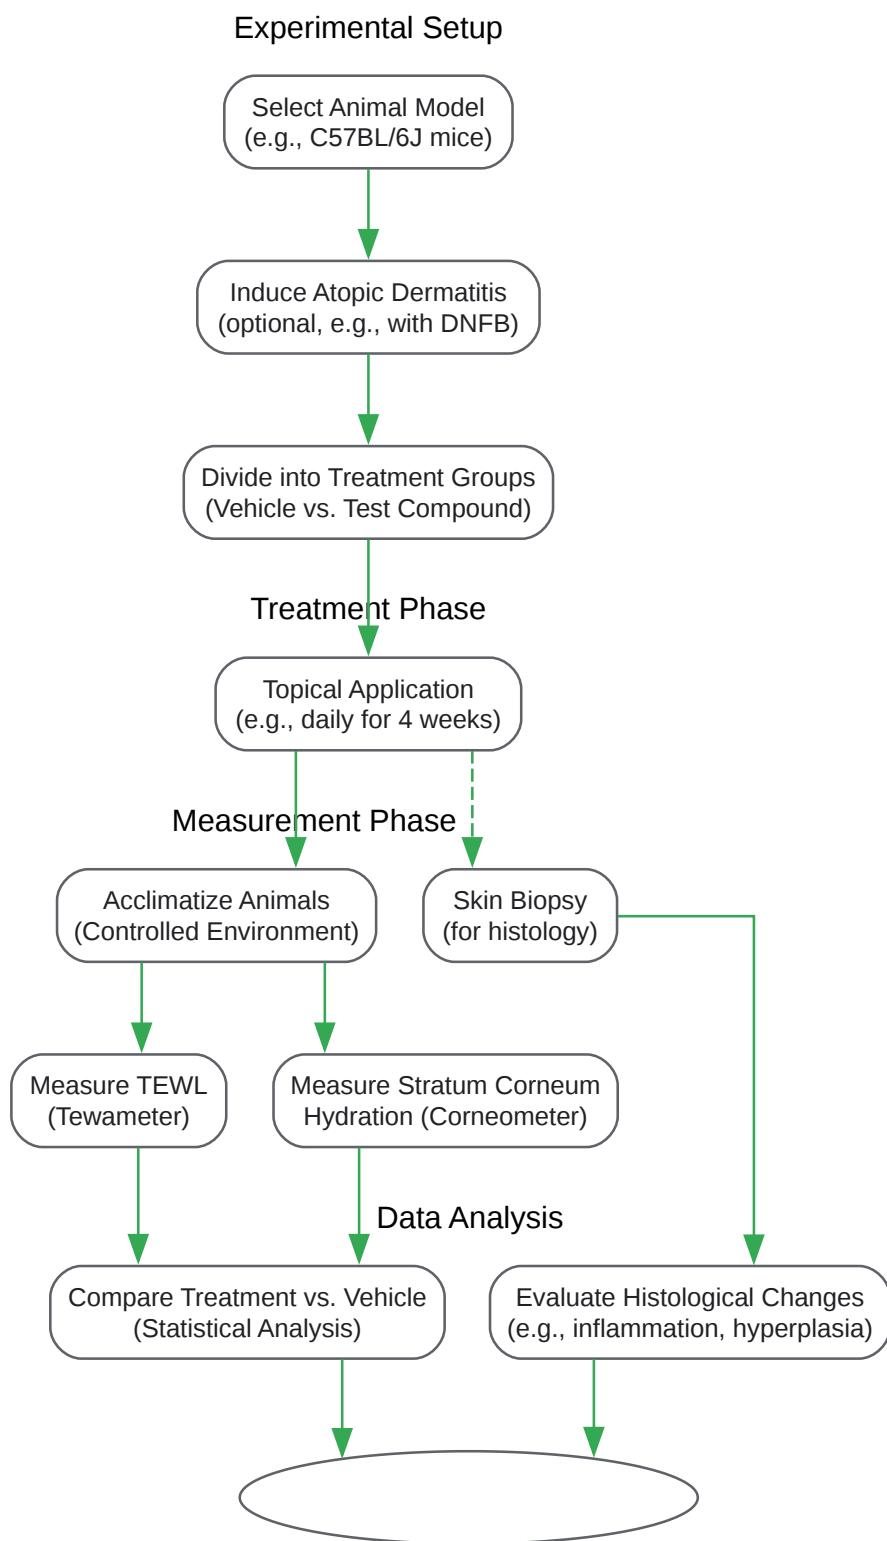 Experimental Setup
Select Animal Model
(e.g., C57BL/6J mice)
Induce Atopic Dermatitis
(optional, e.g., with DNFB)
Divide into Treatment Groups
(Vehicle vs. Test Compound)
Treatment Phase
Topical Application
(e.g., daily for 4 weeks)
Measurement Phase
Acclimatize Animals
(Controlled Environment)
Skin Biopsy
(for histology)
Measure TEWL
(Tewameter)
Measure Stratum Corneum
Hydration (Corneometer)
Data Analysis
Compare Treatment vs. Vehicle
(Statistical Analysis)
Evaluate Histological Changes
(e.g., inflammation, hyperplasia)